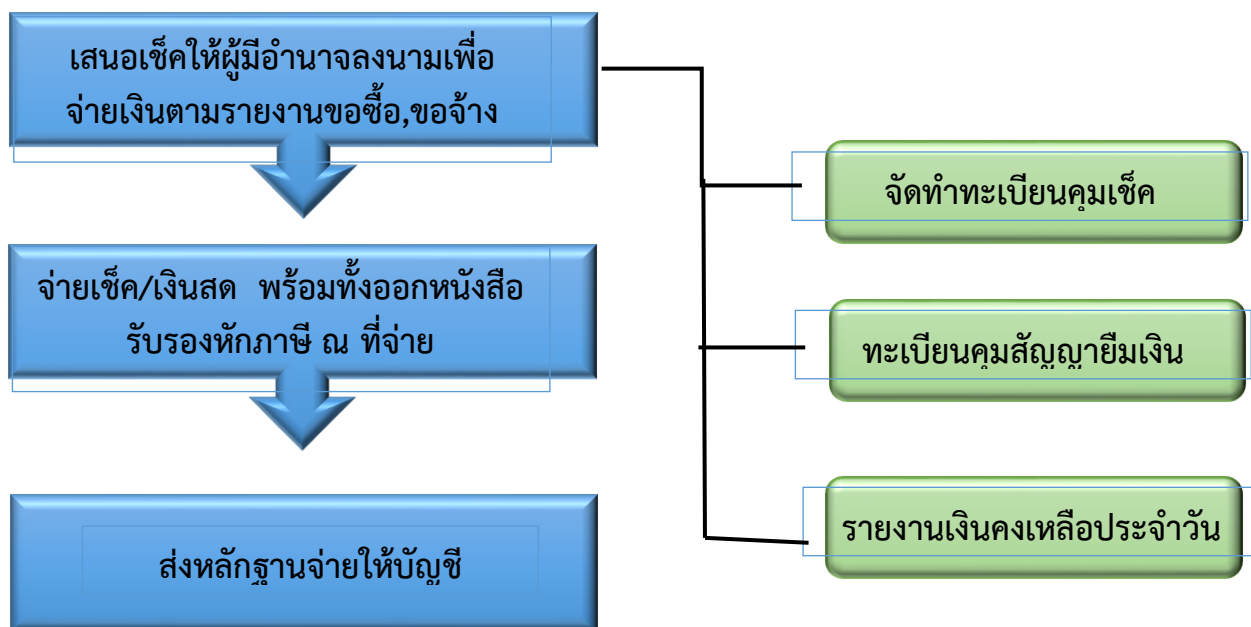 เสนอเช็คให้ผู้มีอำนาจลงนามเพื่อ
จ่ายเงินตามรายงานขอซื้อ,ขอจ้าง
จ่ายเช็ค/เงินสด พร้อมทั้งออกหนังสือ
รับรองหักภาษี ณ ที่จ่าย
ส่งหลักฐานจ่ายให้บัญชี
จัดทำทะเบียนคุมเช็ค
ทะเบียนคุมสัญญายืมเงิน
รายงานเงินคงเหลือประจำวัน